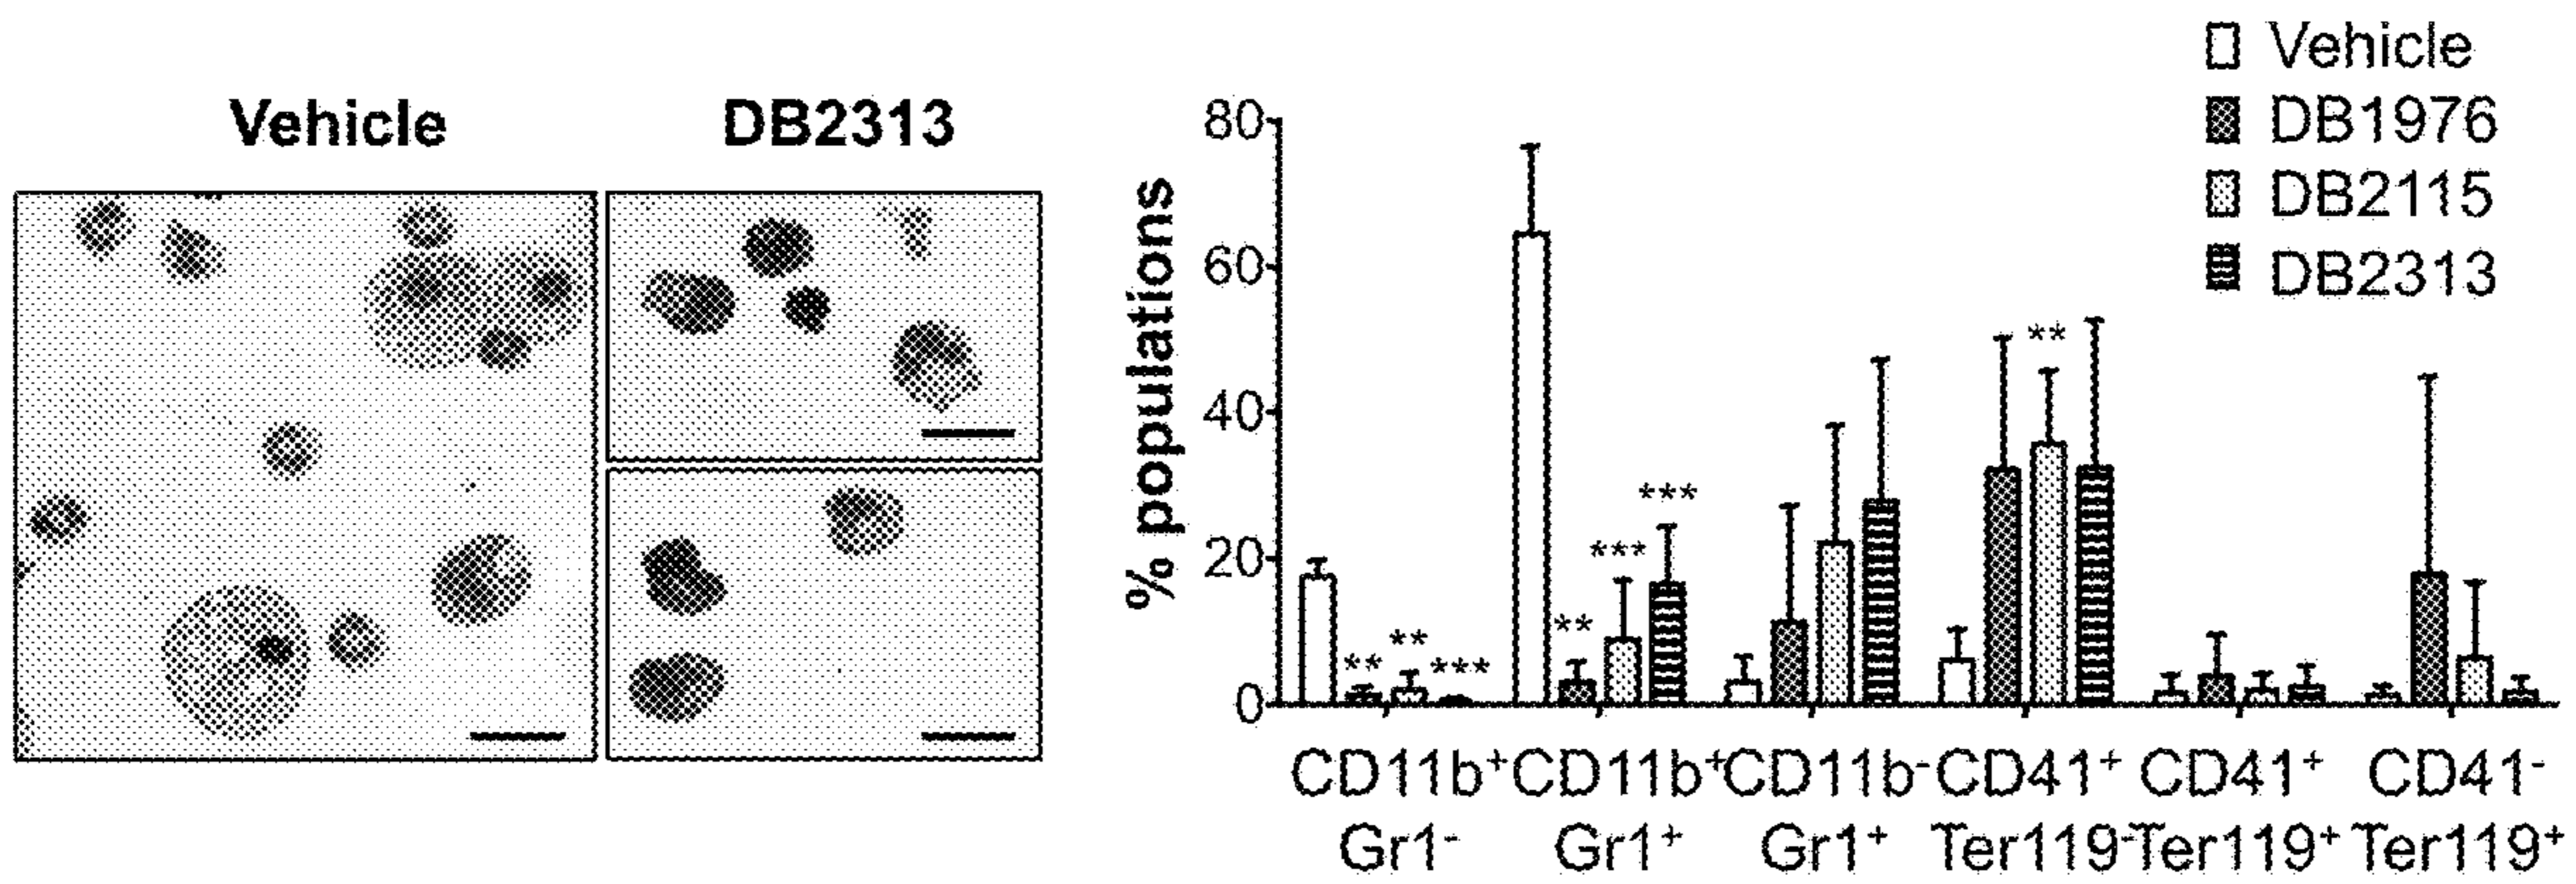 Vehicle
DB2313
Vehicle
DB1976
DB2115
DB2313
% populations
80
60
40
20
0
** ** ***
** *** ***
**
CD11b+ CD11b+ CD11b- CD41+ CD41+ CD41-
Gr1- Gr1+ Gr1+ Ter119- Ter119+ Ter119+